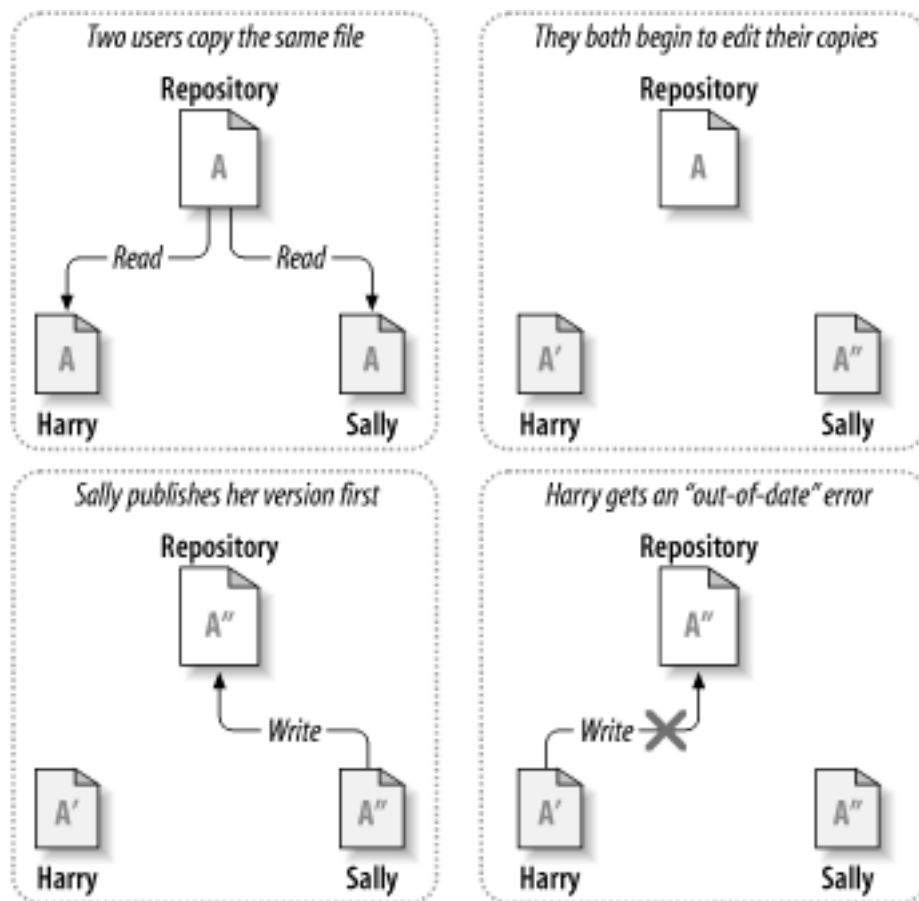 Two users copy the same file
Repository
A
Read Read
A A
Harry Sally
They both begin to edit their copies
Repository
A
A′ A″
Harry Sally
Sally publishes her version first
Repository
A″
Write
A′ A″
Harry Sally
Harry gets an “out-of-date” error
Repository
A″
Write
A′ A″
Harry Sally